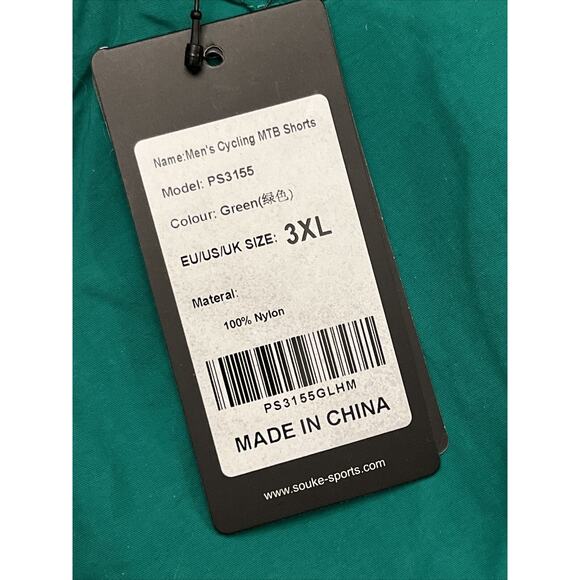 Name:Men's Cycling MTB Shorts
Model: PS3155
Colour: Green(绿色)
EU/US/UK SIZE: 3XL
Materal:
100% Nylon
PS3155GLHM
MADE IN CHINA
www.souke-sports.com